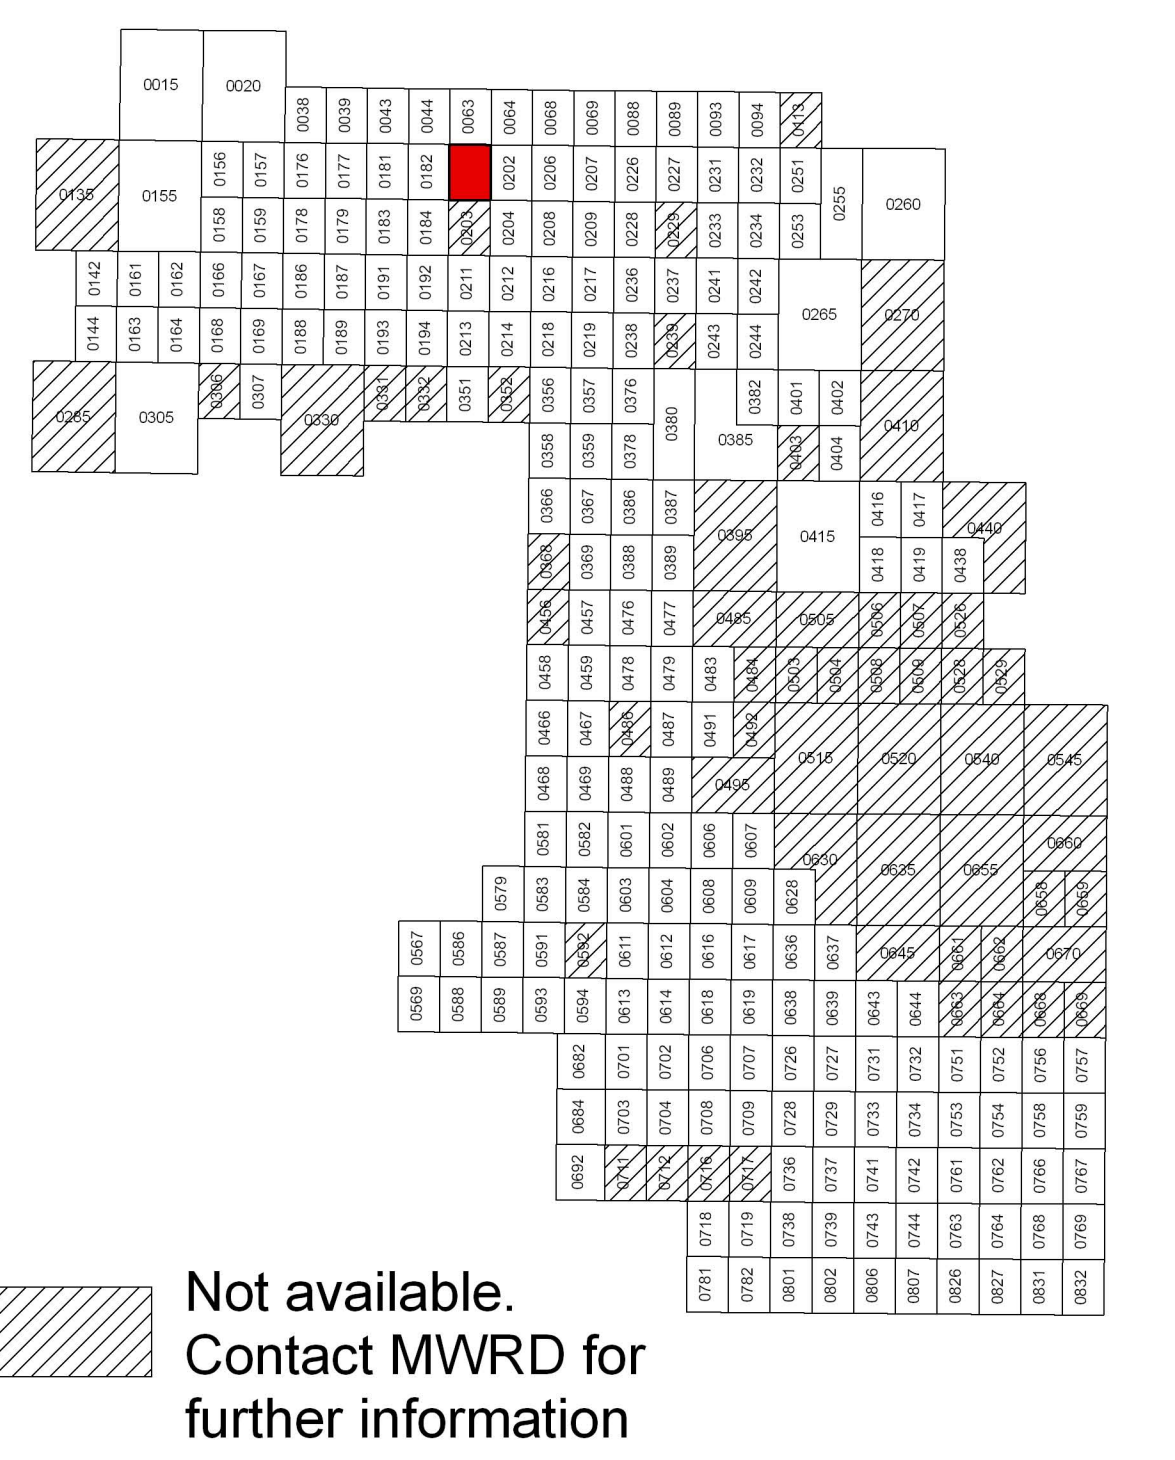 0015 0020
0038 0039 0043 0044 0063 0064 0068 0069 0088 0089 0093 0094 0113
0135 0155 0156 0157 0176 0177 0181 0182 0202 0206 0207 0226 0227 0231 0232 0251 0255 0260
0158 0159 0178 0179 0183 0184 0203 0204 0208 0209 0228 0229 0233 0234 0253
0142 0161 0162 0166 0167 0186 0187 0191 0192 0211 0212 0216 0217 0236 0237 0241 0242 0265 0270
0144 0163 0164 0168 0169 0188 0189 0193 0194 0213 0214 0218 0219 0238 0239 0243 0244
0285 0305 0306 0307 0330 0331 0332 0351 0352 0356 0357 0376 0380 0382 0401 0402 0410
0358 0359 0378 0385 0403 0404
0366 0367 0386 0387 0395 0415 0416 0417 0440
0368 0369 0388 0389 0418 0419 0438
0456 0457 0476 0477 0485 0505 0506 0507 0526
0458 0459 0478 0479 0483 0484 0503 0504 0508 0509 0528 0529
0466 0467 0486 0487 0491 0492 0515 0520 0540 0545
0468 0469 0488 0489 0495
0581 0582 0601 0602 0606 0607 0630 0635 0655 0660
0579 0583 0584 0603 0604 0608 0609 0628 0658 0659
0567 0586 0587 0591 0592 0611 0612 0616 0617 0636 0637 0645 0661 0662 0670
0569 0588 0589 0593 0594 0613 0614 0618 0619 0638 0639 0643 0644 0663 0664 0668 0669
0682 0701 0702 0706 0707 0726 0727 0731 0732 0751 0752 0756 0757
0684 0703 0704 0708 0709 0728 0729 0733 0734 0753 0754 0758 0759
0692 0711 0712 0716 0717 0736 0737 0741 0742 0761 0762 0766 0767
0718 0719 0738 0739 0743 0744 0763 0764 0768 0769
0781 0782 0801 0802 0806 0807 0826 0827 0831 0832
Not available.
Contact MWRD for
further information